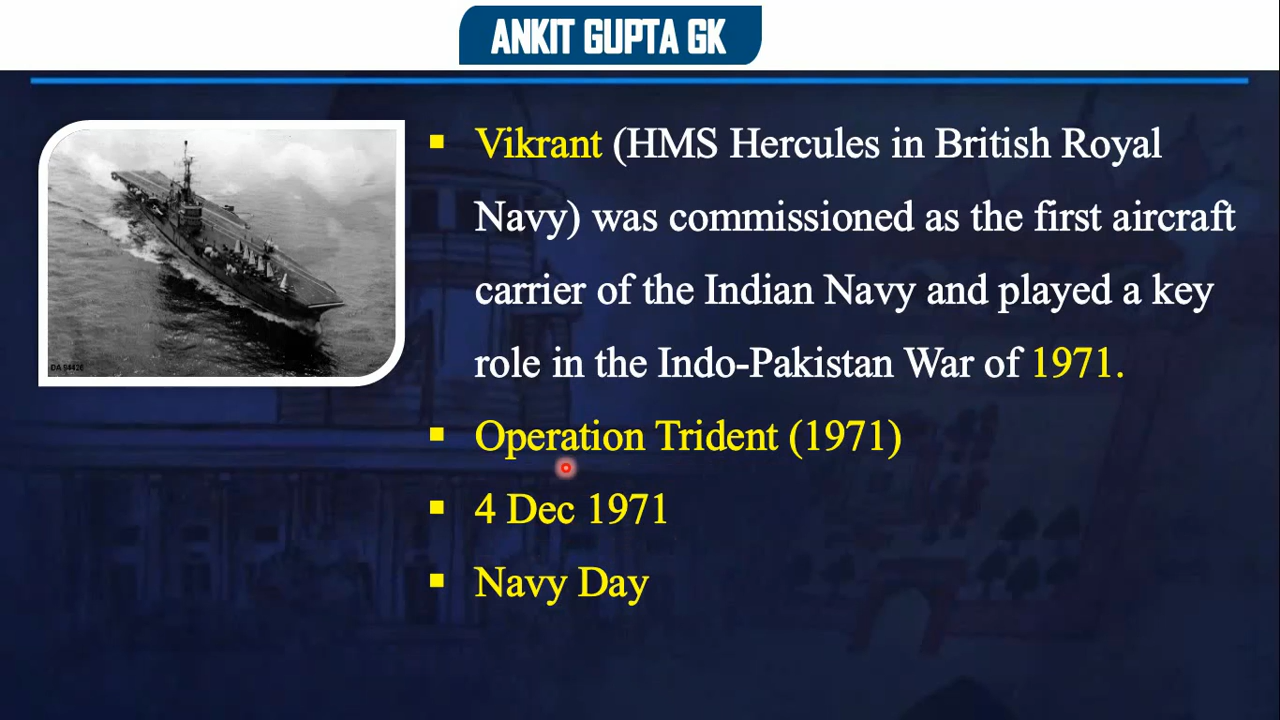 ANKIT GUPTA GK
Vikrant (HMS Hercules in British Royal
Navy) was commissioned as the first aircraft
carrier of the Indian Navy and played a key
role in the Indo-Pakistan War of 1971.
Operation Trident (1971)
4 Dec 1971
Navy Day